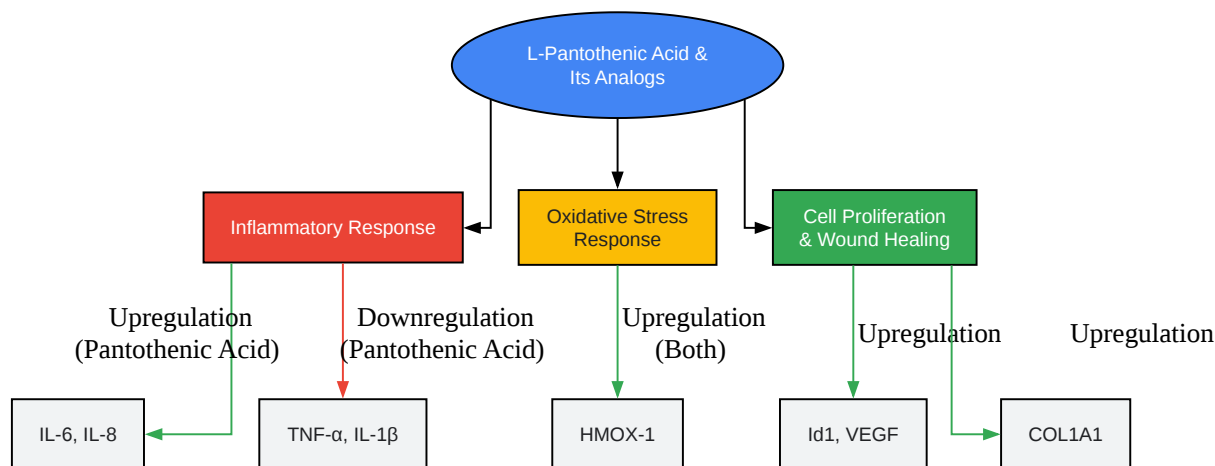 L-Pantothenic Acid &
Its Analogs
Inflammatory Response
Oxidative Stress
Response
Cell Proliferation
& Wound Healing
Upregulation
(Pantothenic Acid)
Downregulation
(Pantothenic Acid)
Upregulation
(Both)
Upregulation
Upregulation
IL-6, IL-8
TNF-α, IL-1β
HMOX-1
Id1, VEGF
COL1A1